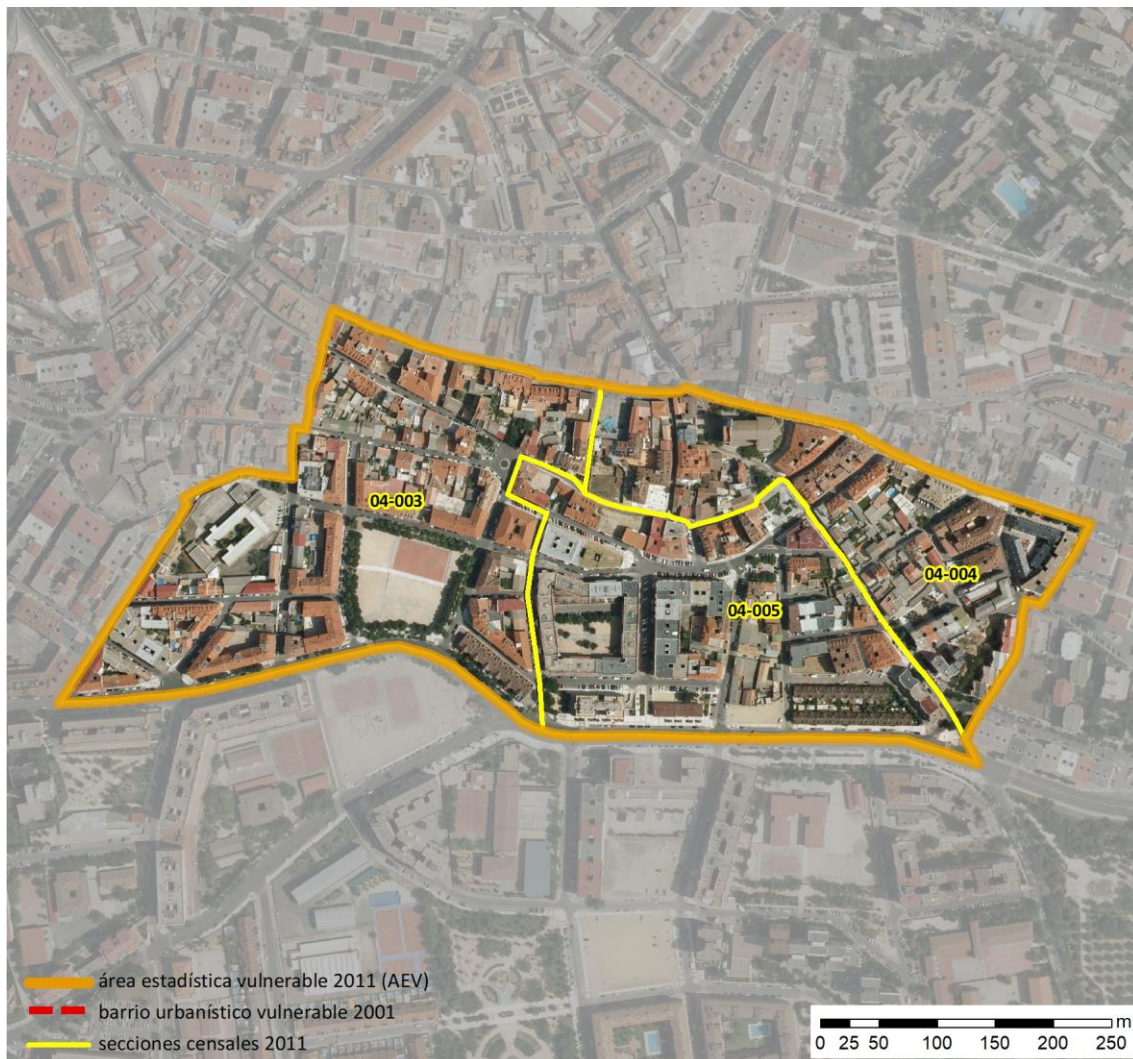 04-003
04-004
04-005
área estadística vulnerable 2011 (AEV)
barrio urbanístico vulnerable 2001
secciones censales 2011
m
0 25 50 100 150 200 250